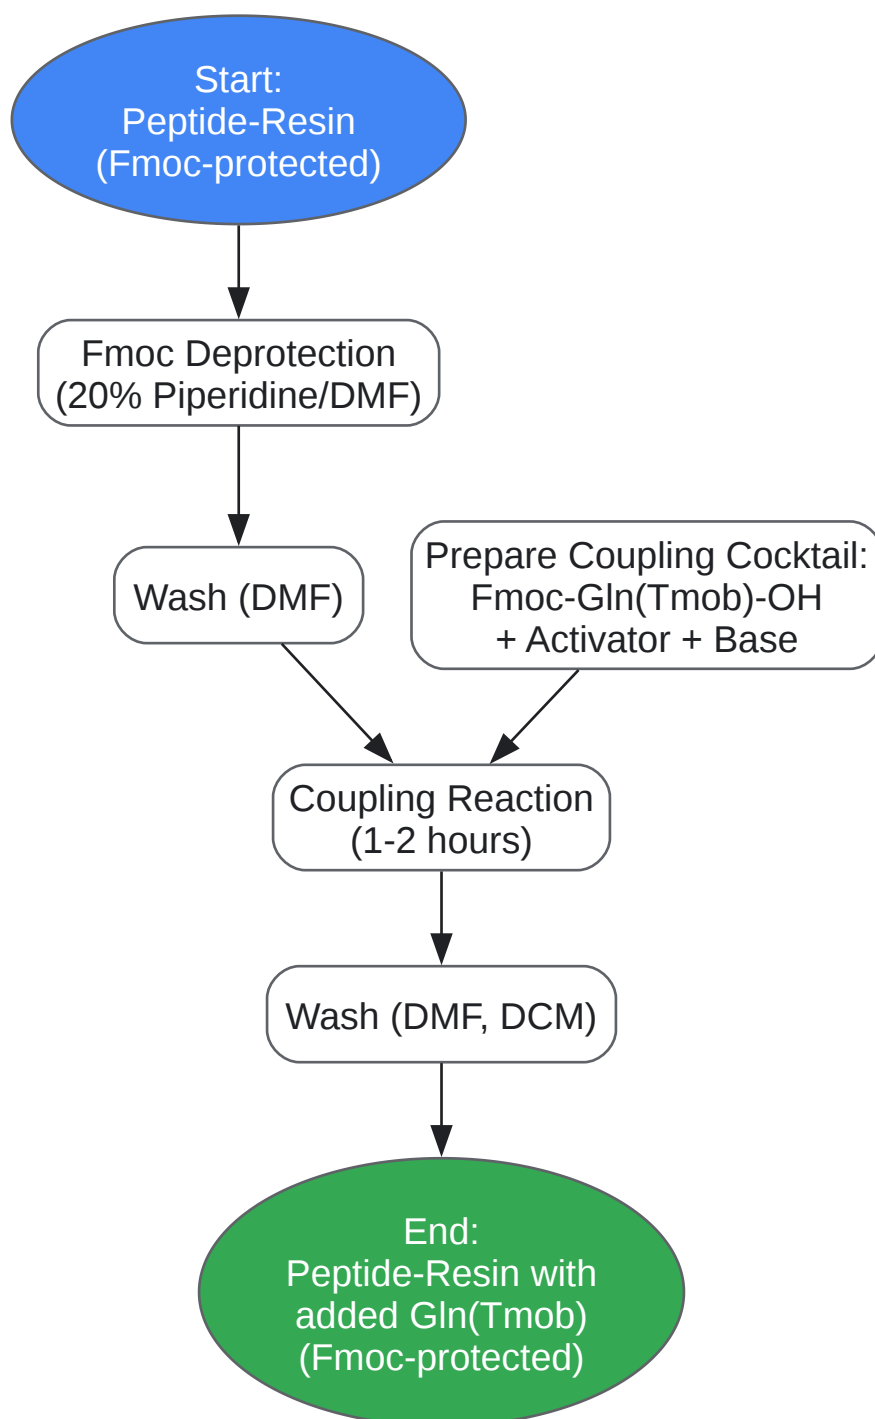 Start:
Peptide-Resin
(Fmoc-protected)
Fmoc Deprotection
(20% Piperidine/DMF)
Wash (DMF)
Prepare Coupling Cocktail:
Fmoc-Gln(Tmob)-OH
+ Activator + Base
Coupling Reaction
(1-2 hours)
Wash (DMF, DCM)
End:
Peptide-Resin with
added Gln(Tmob)
(Fmoc-protected)